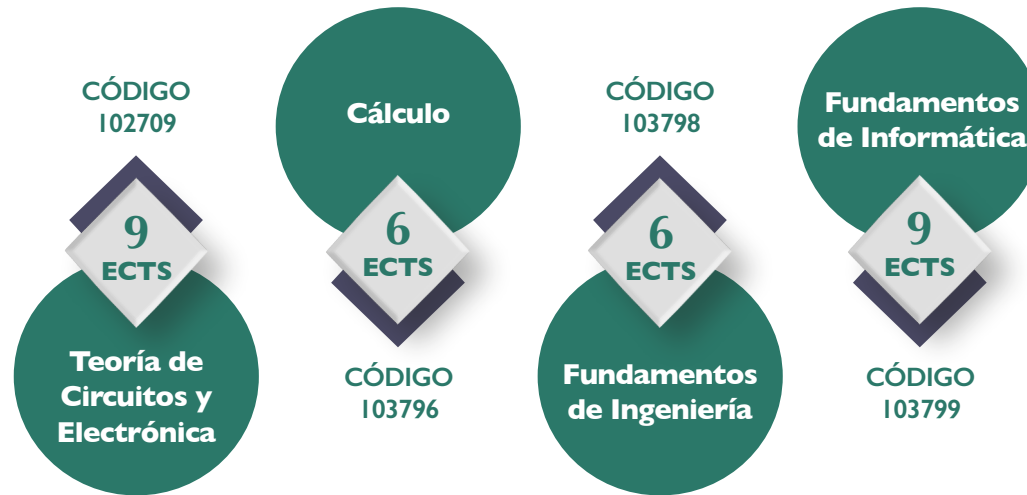 CÓDIGO
102709
9
ECTS
Teoría de
Circuitos y
Electrónica
Cálculo
6
ECTS
CÓDIGO
103796
CÓDIGO
103798
6
ECTS
Fundamentos
de Ingeniería
Fundamentos
de Informática
9
ECTS
CÓDIGO
103799